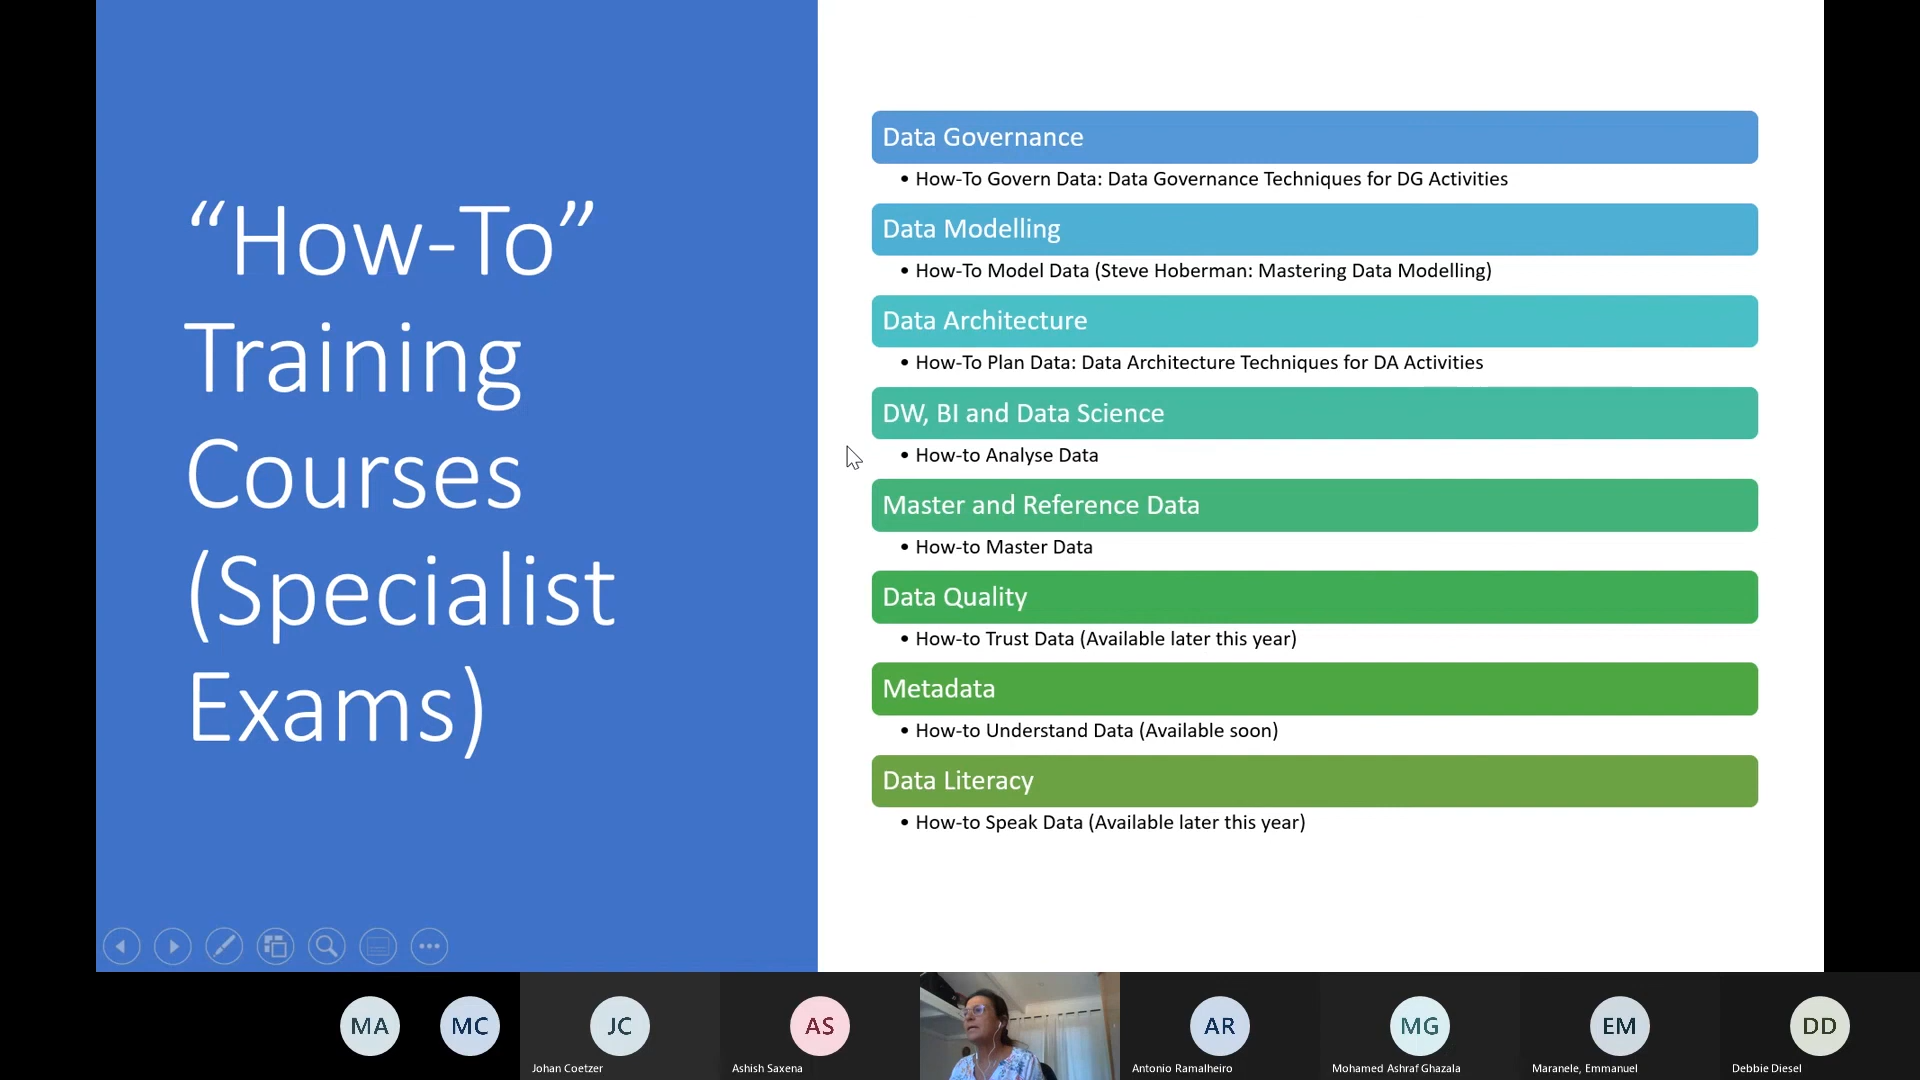 “How-To”
Training
Courses
(Specialist
Exams)
Data Governance
• How-To Govern Data: Data Governance Techniques for DG Activities
Data Modelling
• How-To Model Data (Steve Hoberman: Mastering Data Modelling)
Data Architecture
• How-To Plan Data: Data Architecture Techniques for DA Activities
DW, BI and Data Science
• How-to Analyse Data
Master and Reference Data
• How-to Master Data
Data Quality
• How-to Trust Data (Available later this year)
Metadata
• How-to Understand Data (Available soon)
Data Literacy
• How-to Speak Data (Available later this year)
MA
MC
JC
Johan Coetzer
AS
Ashish Saxena
AR
Antonio Ramalheiro
MG
Mohamed Ashraf Ghazala
EM
Maranele, Emmanuel
DD
Debbie Diesel